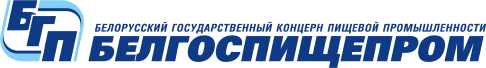 БГП
БЕЛОРУССКИЙ ГОСУДАРСТВЕННЫЙ КОНЦЕРН ПИЩЕВОЙ ПРОМЫШЛЕННОСТИ
БЕЛГОСПИЩЕПРОМ